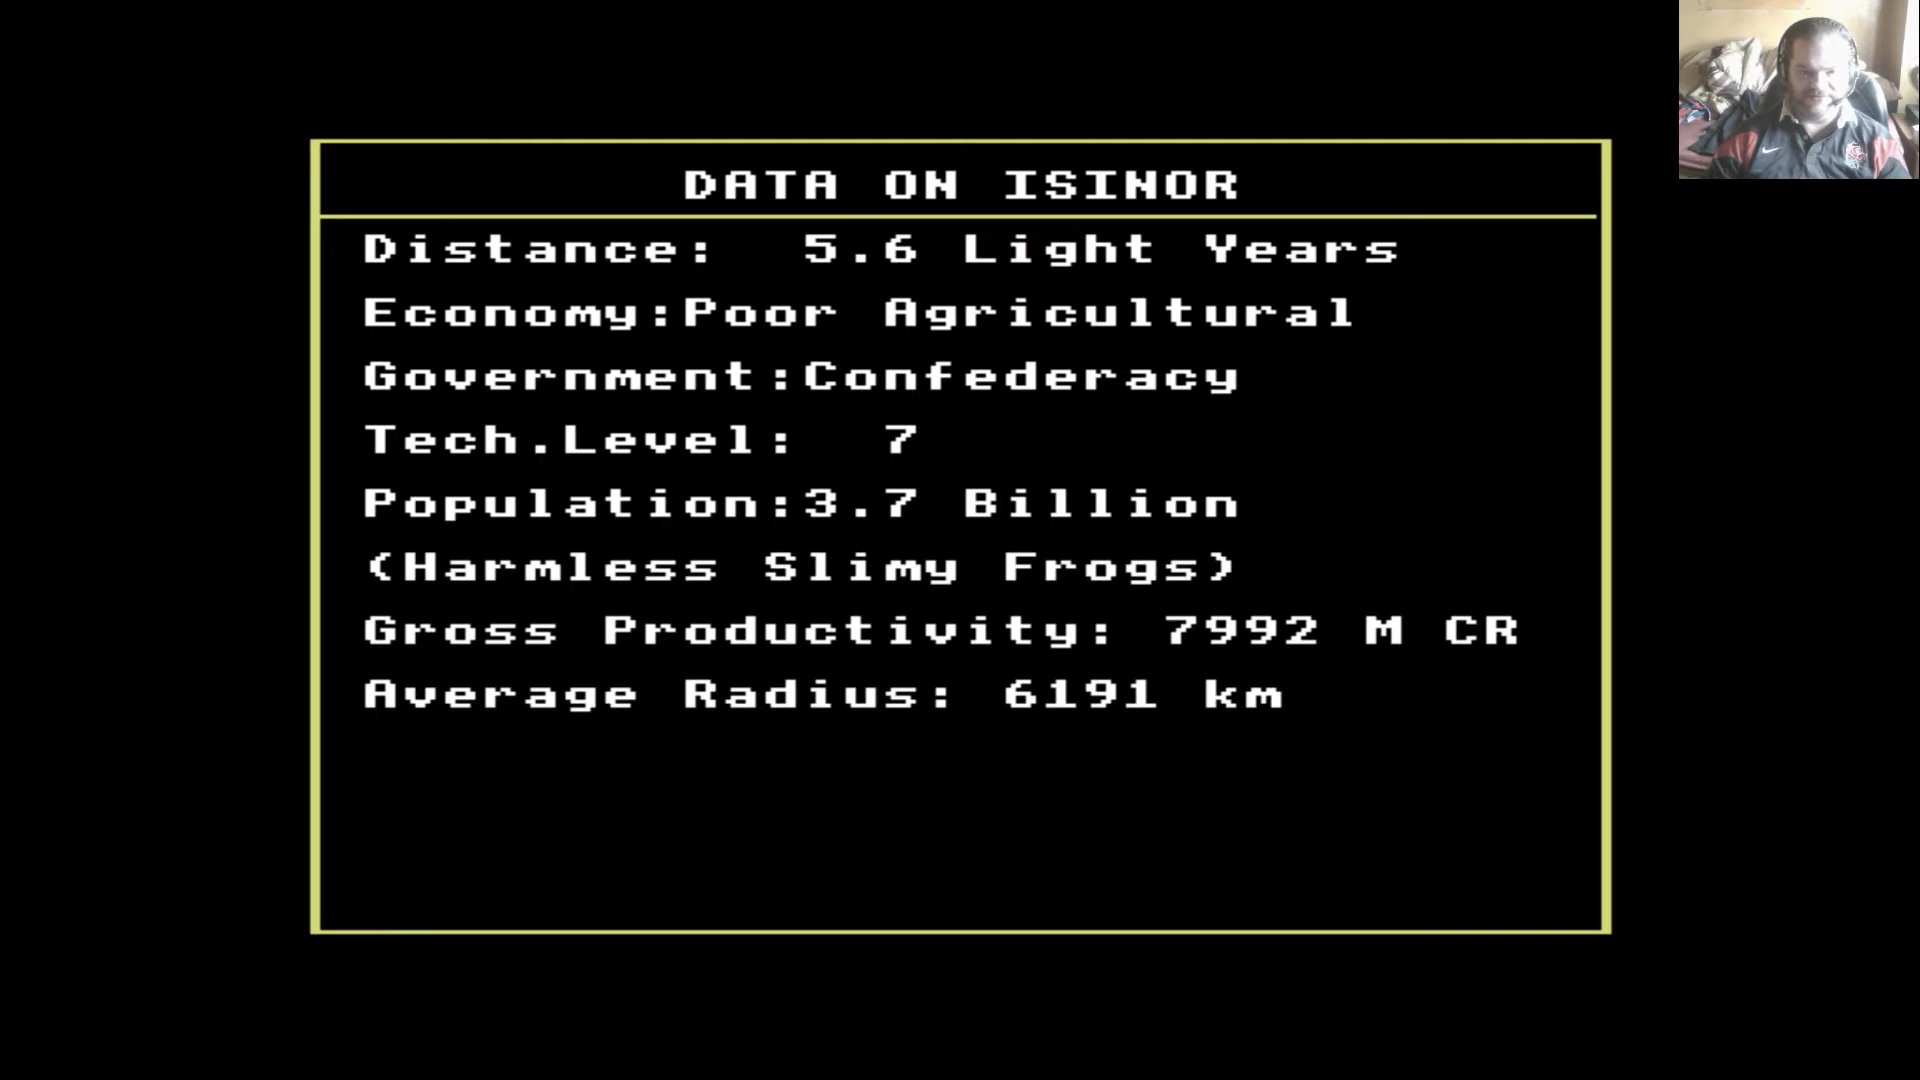 DATA ON ISINOR
Distance: 5.6 Light Years
Economy:Poor Agricultural
Government:Confederacy
Tech.Level: 7
Population:3.7 Billion
(Harmless Slimy Frogs)
Gross Productivity: 7992 M CR
Average Radius: 6191 km